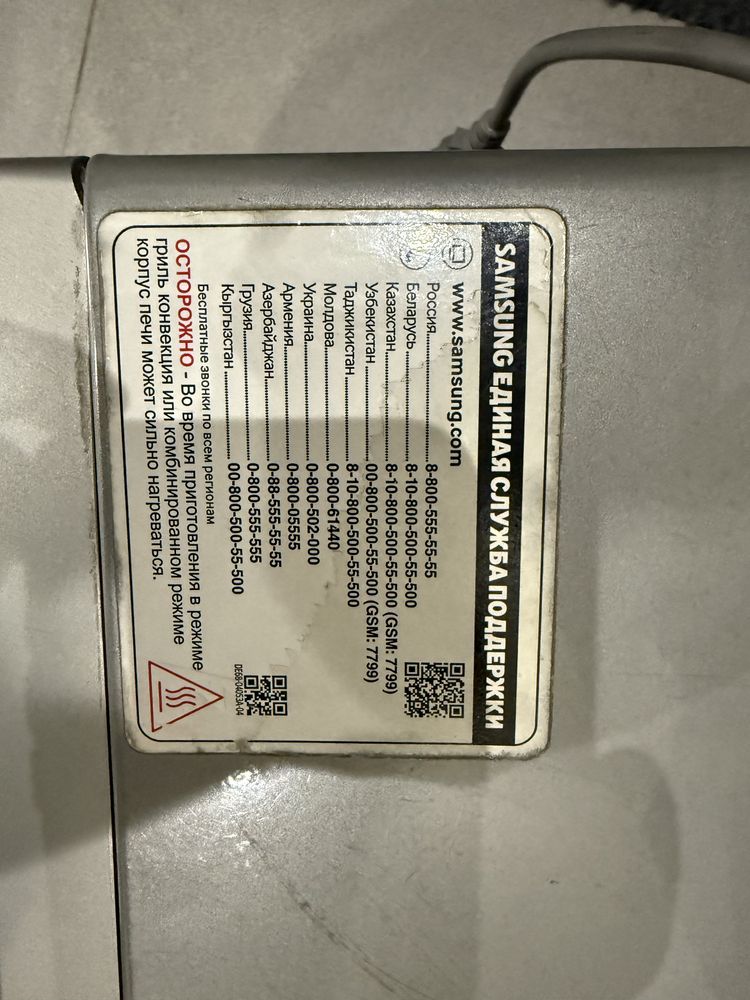 SAMSUNG ЕДИНАЯ СЛУЖБА ПОДДЕРЖКИ
www.samsung.com
Россия........................8-800-555-55-55
Беларусь........................8-10-800-500-55-500
Казахстан........................8-10-800-500-55-500 (GSM: 7799)
Узбекистан........................00-800-500-55-500 (GSM: 7799)
Таджикистан........................8-10-800-500-55-500
Молдова........................0-800-61440
Украина........................0-800-502-000
Армения........................0-800-05555
Азербайджан........................0-88-555-55-55
Грузия........................0-800-555-555
Кыргызстан........................00-800-500-55-500
Бесплатные звонки по всем регионам
ОСТОРОЖНО - Во время приготовления в режиме
гриль конвекция или комбинированном режиме
корпус печи может сильно нагреваться.
DE68-04053A-04